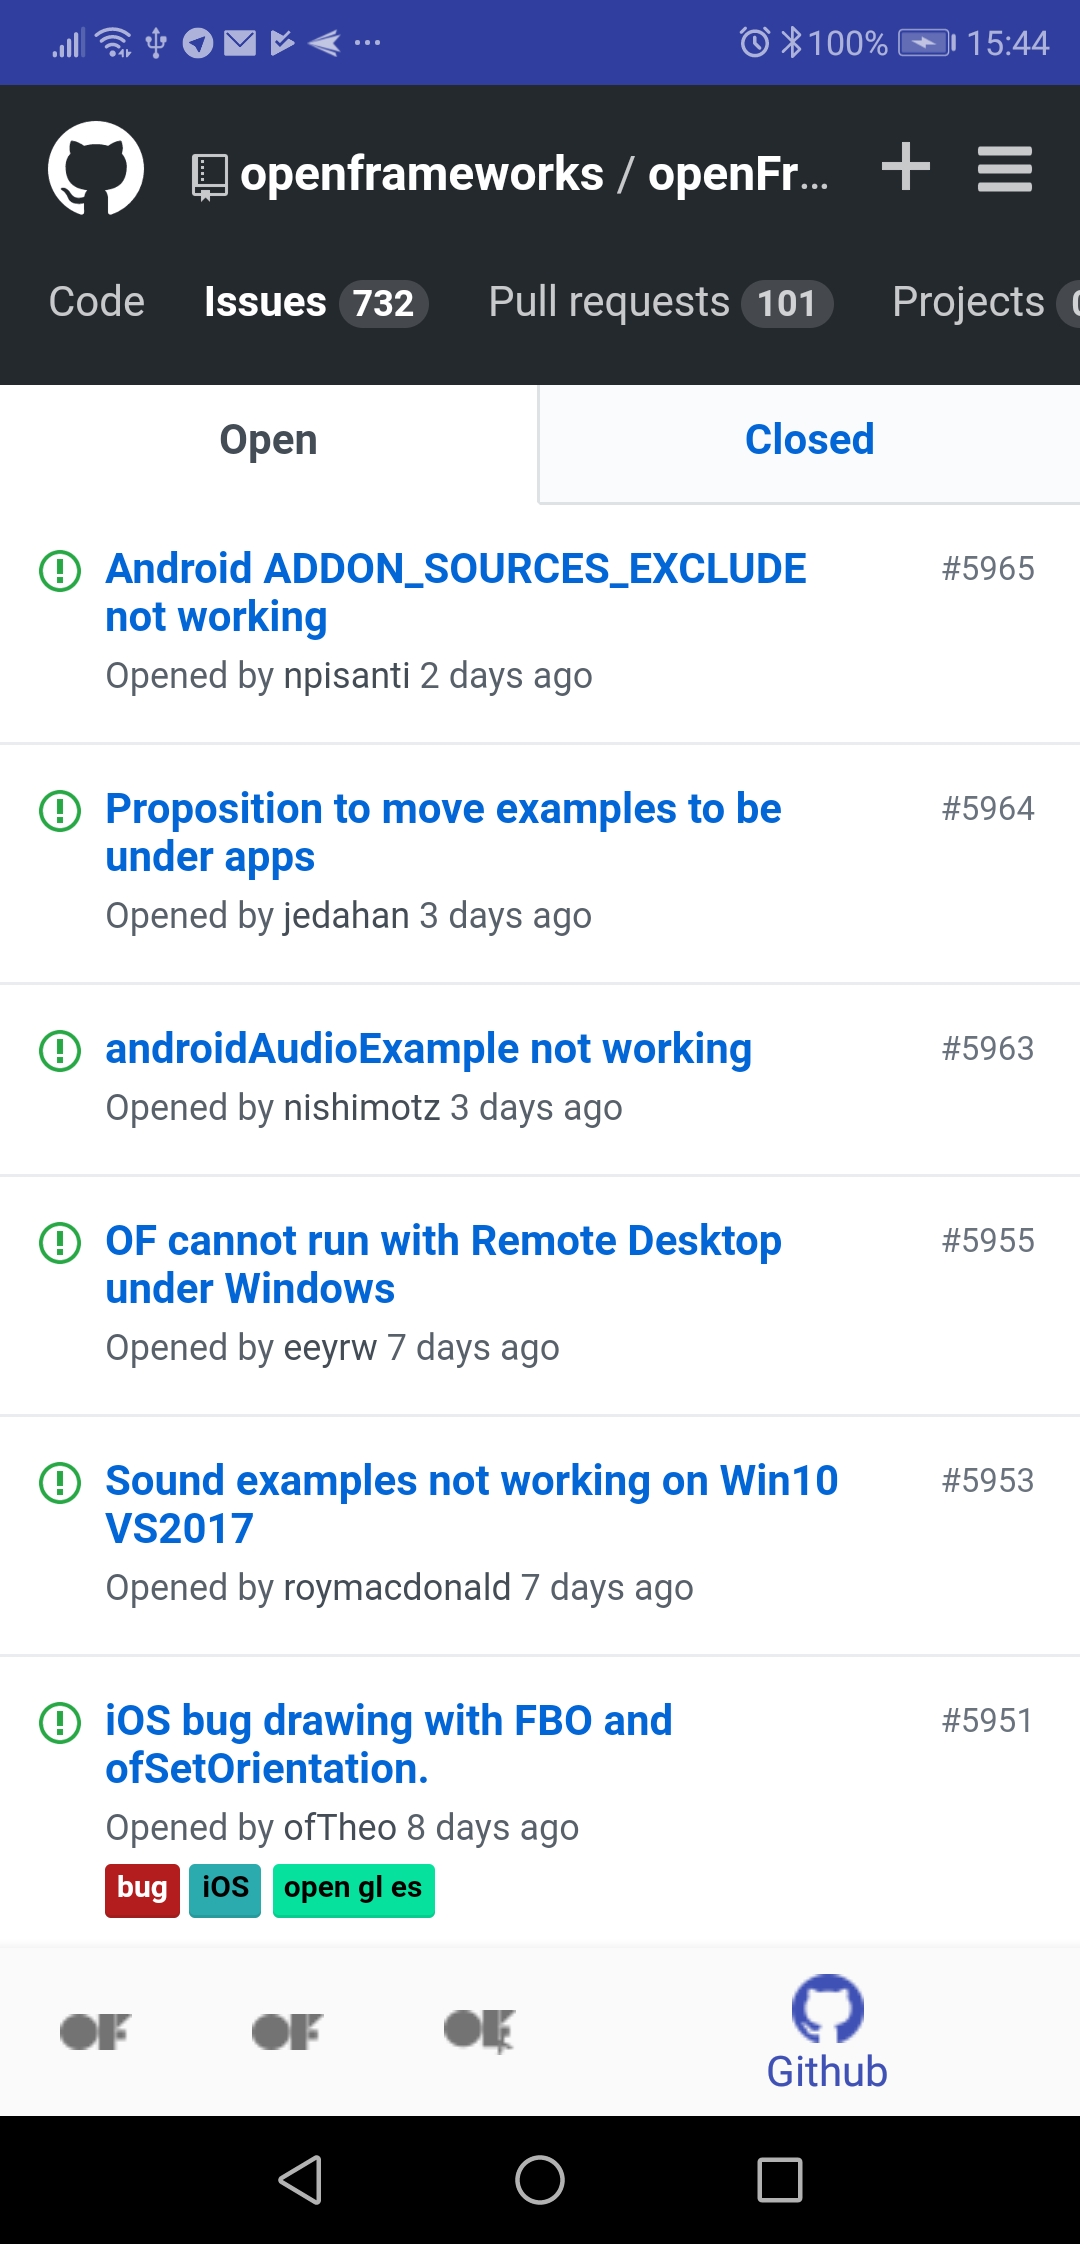 100% 15:44
openframeworks / openFr...
Code Issues 732 Pull requests 101 Projects
Open Closed
Android ADDON_SOURCES_EXCLUDE #5965
not working
Opened by npisanti 2 days ago
Proposition to move examples to be #5964
under apps
Opened by jedahan 3 days ago
androidAudioExample not working #5963
Opened by nishimotz 3 days ago
OF cannot run with Remote Desktop #5955
under Windows
Opened by eeyrw 7 days ago
Sound examples not working on Win10 #5953
VS2017
Opened by roymacdonald 7 days ago
iOS bug drawing with FBO and #5951
ofSetOrientation.
Opened by ofTheo 8 days ago
bug iOS open gl es
OF OF OF
Github